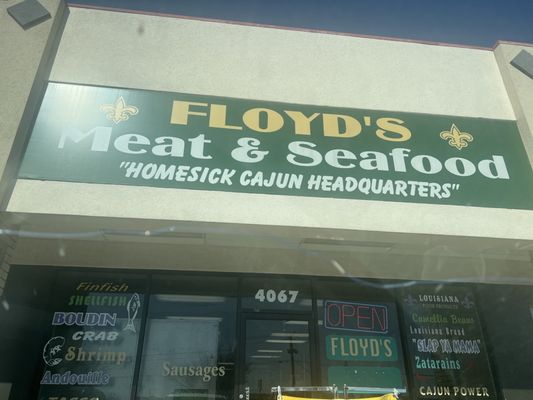 FLOYD'S
Meat & Seafood
"HOMESICK CAJUN HEADQUARTERS"
4067
Finfish
SHELLFISH
BOUDIN
CRAB
Shrimp
Andouille
Sausages
OPEN
FLOYD'S
LOUISIANA
Camellia Beans
Louisiana Brand
"SLAP YA MAMA"
Zatarains
CAJUN POWER